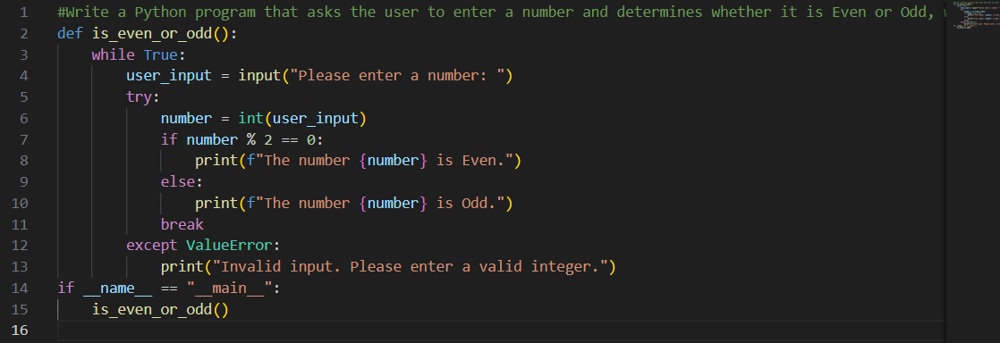 1 #Write a Python program that asks the user to enter a number and determines whether it is Even or Odd,
2 def is_even_or_odd():
3     while True:
4         user_input = input("Please enter a number: ")
5         try:
6             number = int(user_input)
7             if number % 2 == 0:
8                 print(f"The number {number} is Even.")
9             else:
10                 print(f"The number {number} is Odd.")
11             break
12         except ValueError:
13             print("Invalid input. Please enter a valid integer.")
14 if __name__ == "__main__":
15     is_even_or_odd()
16